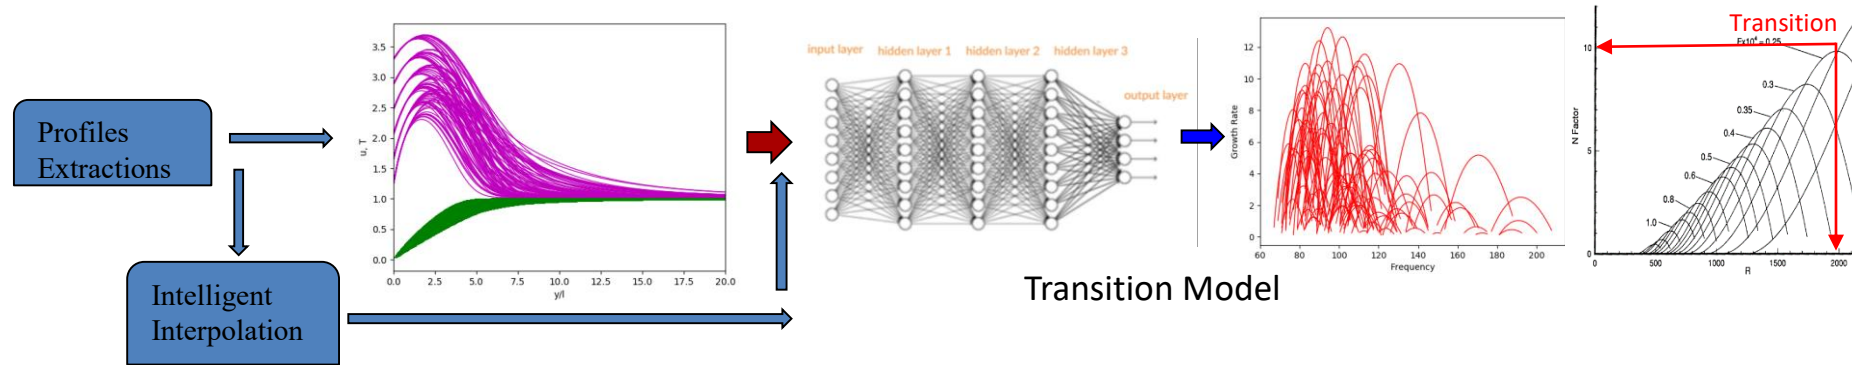 Profiles
Extractions
Intelligent
Interpolation
u, T
3.5
3.0
2.5
2.0
1.5
1.0
0.5
0.0
0.0 2.5 5.0 7.5 10.0 12.5 15.0 17.5 20.0
y/l
input layer hidden layer 1 hidden layer 2 hidden layer 3
output layer
Transition Model
Growth Rate
12
10
8
6
4
2
0
60 80 100 120 140 160 180 200
Frequency
Transition
Fx10⁴ = 0.25
0.3
0.35
0.4
0.5
0.6
0.8
1.0
N Factor
10
5
0
0 500 1000 1500 2000
R